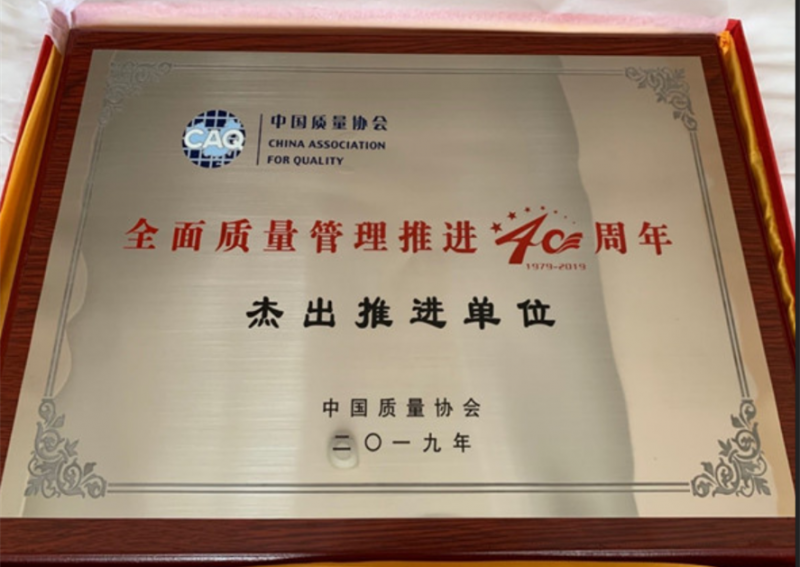 CAQ
中国质量协会
CHINA ASSOCIATION
FOR QUALITY
全面质量管理推进40周年
1979-2019
杰出推进单位
中国质量协会
二〇一九年